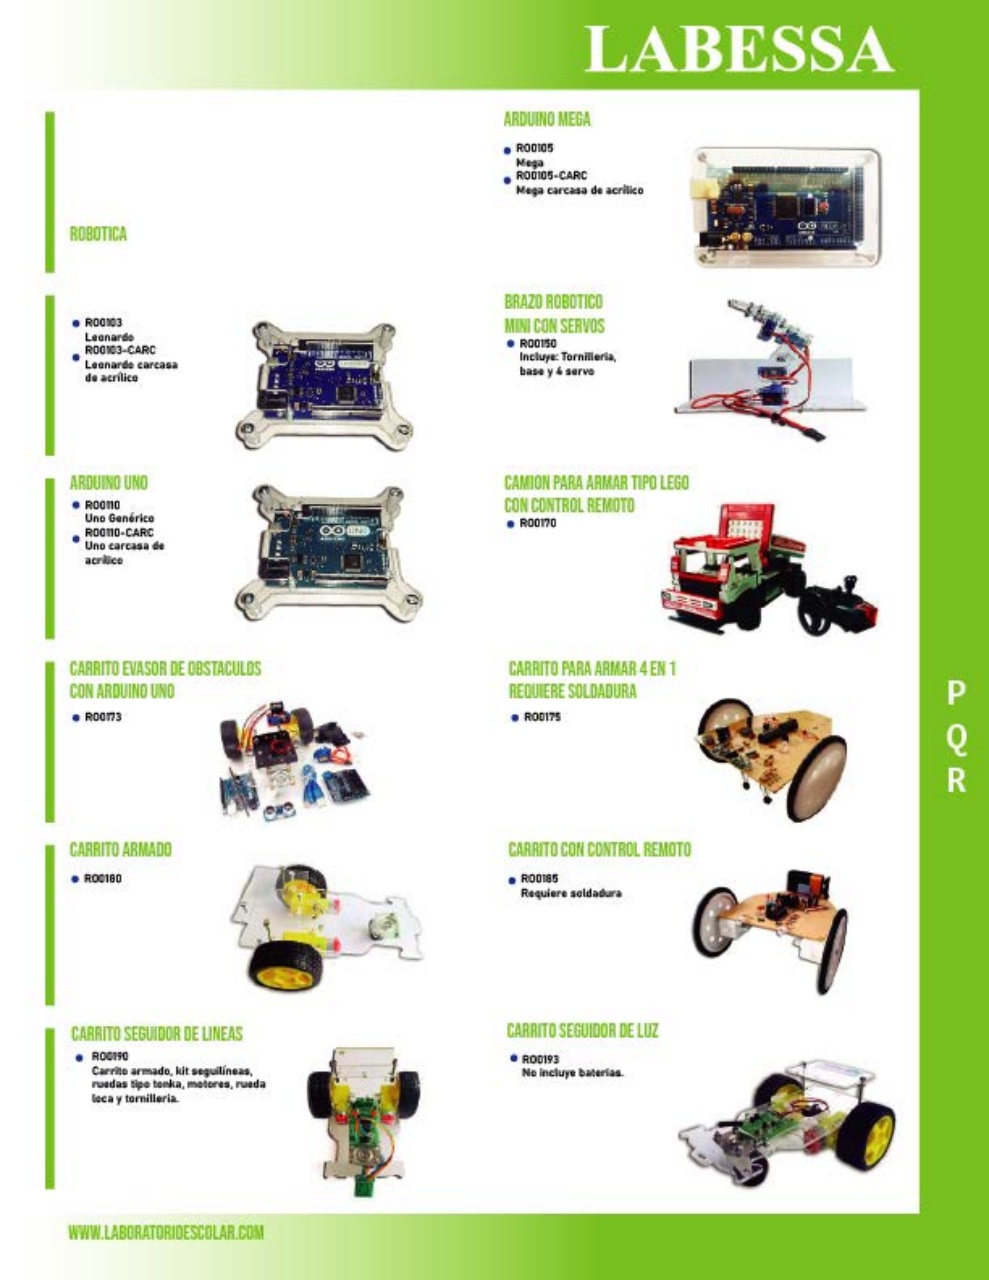 LABESSA
ROBOTICA
ARDUINO MEGA
RO0105
Mega
RO0105-CARC
Mega carcasa de acrílico
RO0103
Leonardo
RO0103-CARC
Leonardo carcasa
de acrílico
BRAZO ROBOTICO
MINI CON SERVOS
RO0150
Incluye: Tornilleria,
base y 4 servo
ARDUINO UNO
RO0110
Uno Genérico
RO0110-CARC
Uno carcasa de
acrílico
CAMION PARA ARMAR TIPO LEGO
CON CONTROL REMOTO
RO0170
CARRITO EVASOR DE OBSTACULOS
CON ARDUINO UNO
RO0173
CARRITO PARA ARMAR 4 EN 1
REQUIERE SOLDADURA
RO0175
CARRITO ARMADO
RO0180
CARRITO CON CONTROL REMOTO
RO0185
Requiere soldadura
CARRITO SEGUIDOR DE LINEAS
RO0190
Carrito armado, kit seguilíneas,
ruedas tipo tonka, motores, rueda
loca y tornilleria.
CARRITO SEGUIDOR DE LUZ
RO0193
No incluye baterias.
P
Q
R
WWW.LABORATORIOESCOLAR.COM